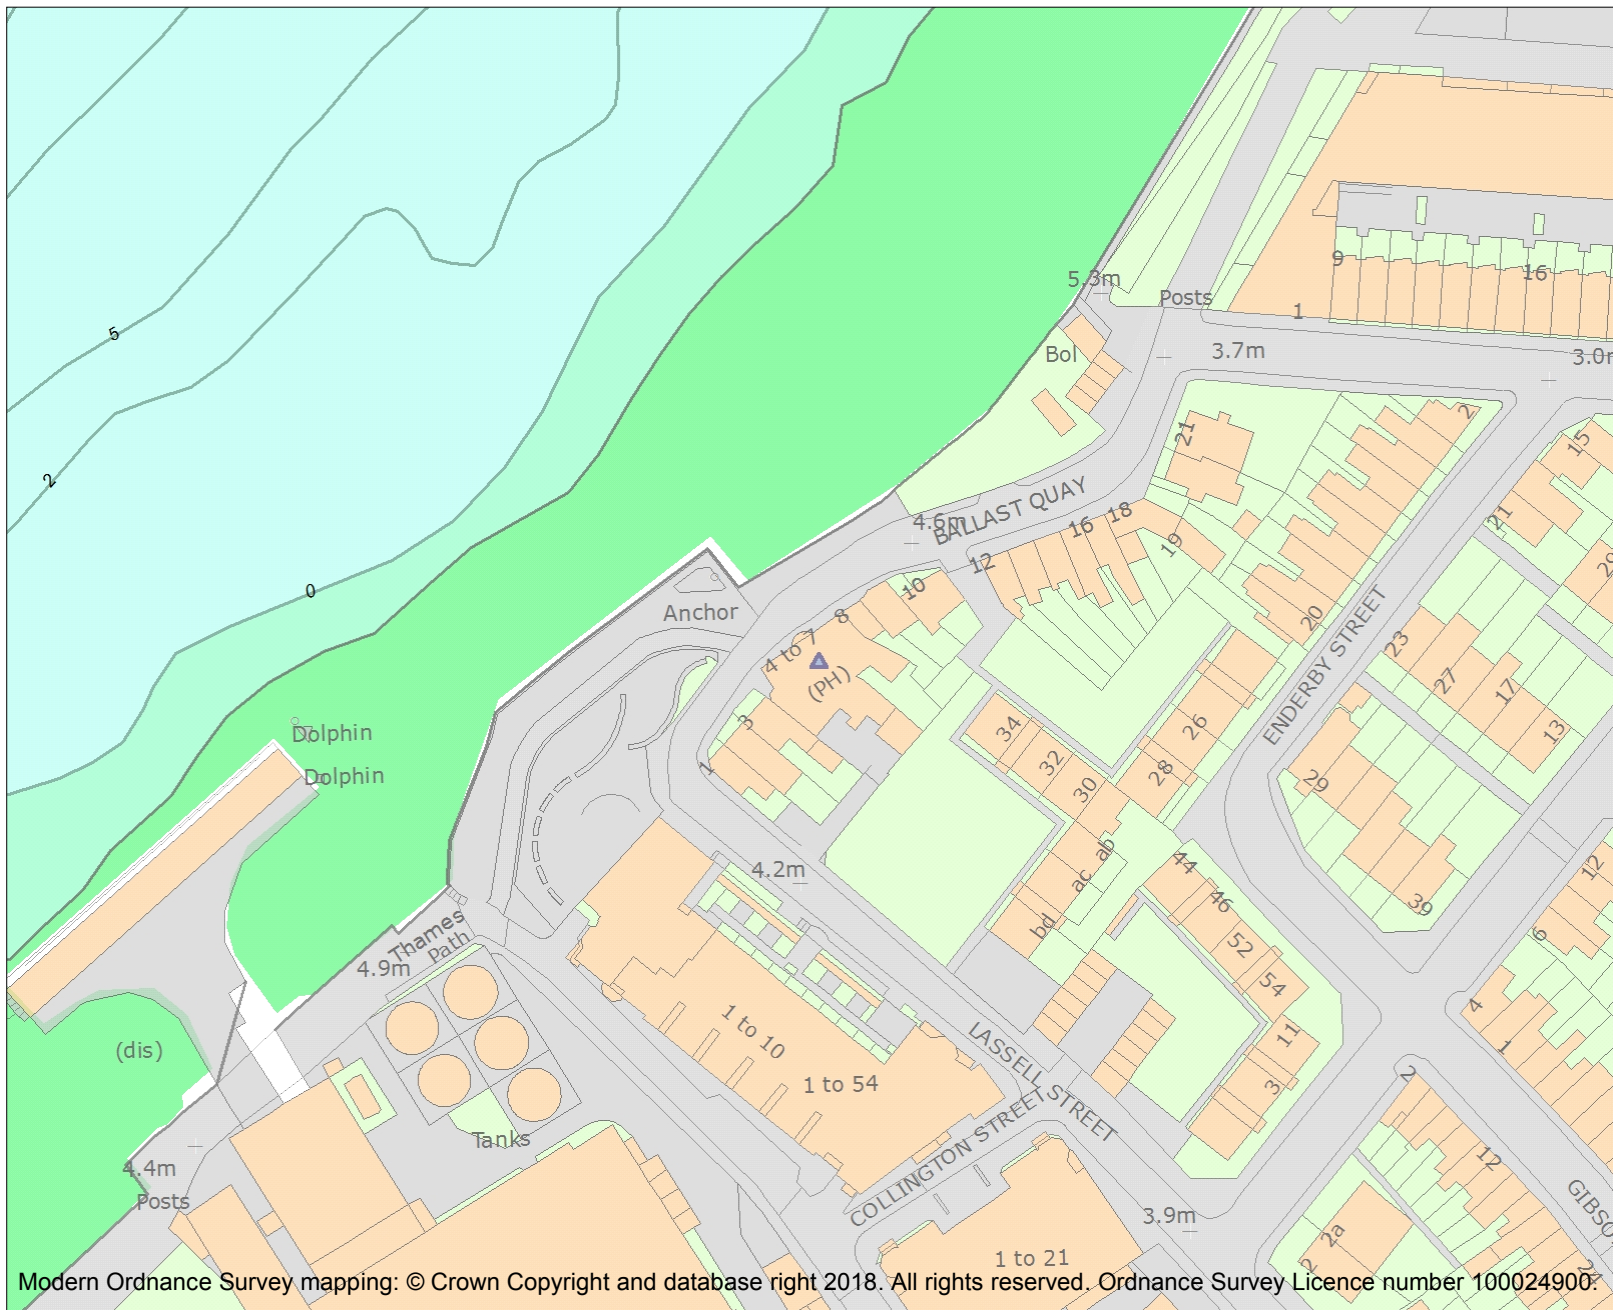 5.3m
Posts
9
16
1
Bol
3.7m
5
2
21
15
2
BALLAST QUAY
4.6m
16
18
12
19
21
0
10
Anchor
8
4 to 7
(PH)
20
ENDERBY STREET
23
27
17
13
3
34
26
32
28
30
1
29
Dolphin
Dolphin
4.2m
ab
ac
bd
44
46
52
54
39
12
6
Thames
Path
4.9m
(dis)
1 to 10
1 to 54
LASSELL STREET
COLLINGTON STREET
11
3
4
1
2
12
Tanks
4.4m
Posts
3.9m
2a
2
1 to 21
24
Modern Ordnance Survey mapping: © Crown Copyright and database right 2018. All rights reserved. Ordnance Survey Licence number 100024900.